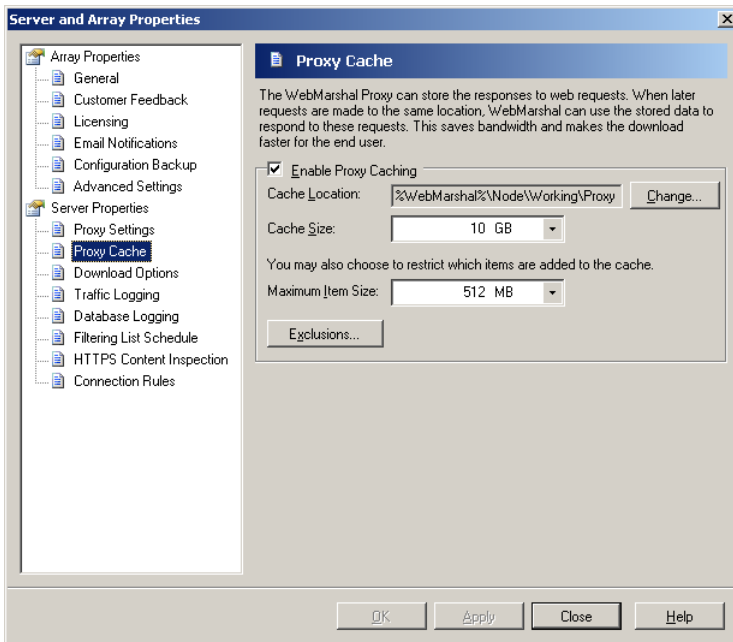 Server and Array Properties
Array Properties
General
Customer Feedback
Licensing
Email Notifications
Configuration Backup
Advanced Settings
Server Properties
Proxy Settings
Proxy Cache
Download Options
Traffic Logging
Database Logging
Filtering List Schedule
HTTPS Content Inspection
Connection Rules
Proxy Cache
The WebMarshal Proxy can store the responses to web requests. When later
requests are made to the same location, WebMarshal can use the stored data to
respond to these requests. This saves bandwidth and makes the download
faster for the end user.
Enable Proxy Caching
Cache Location: %WebMarshal%\Node\Working\Proxy Change...
Cache Size: 10 GB
You may also choose to restrict which items are added to the cache.
Maximum Item Size: 512 MB
Exclusions...
OK Apply Close Help